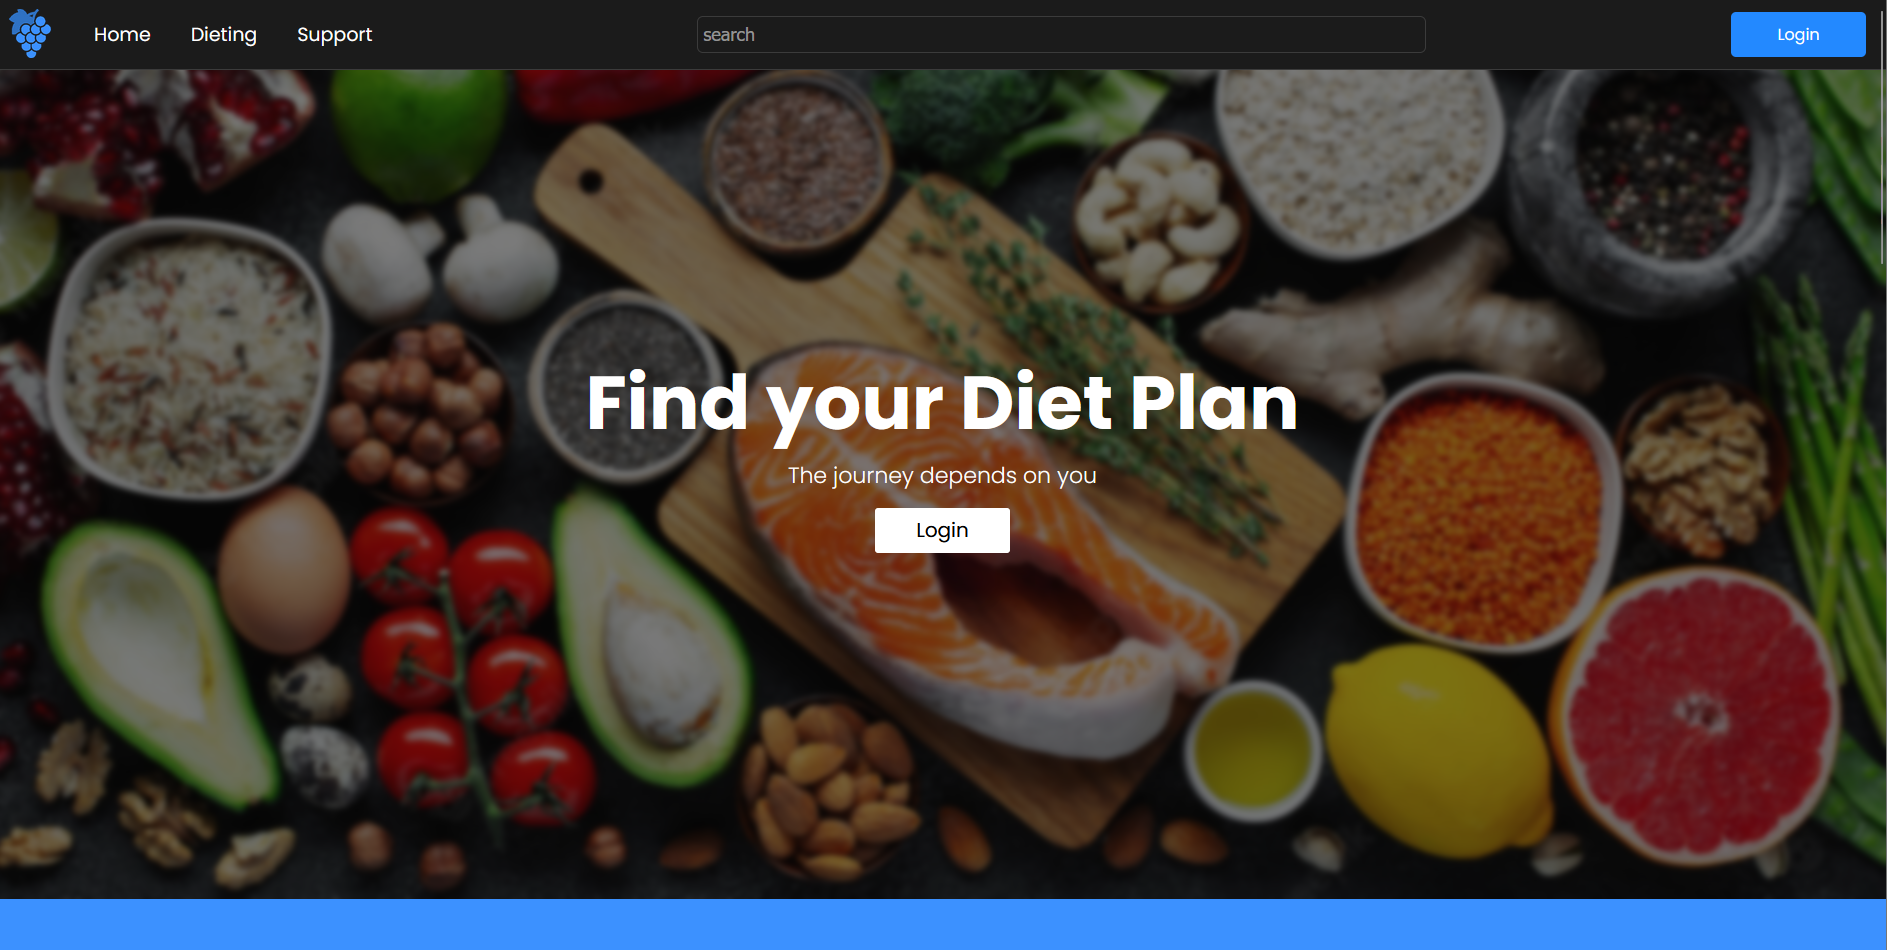 Home Dieting Support search Login
Find your Diet Plan
The journey depends on you
Login